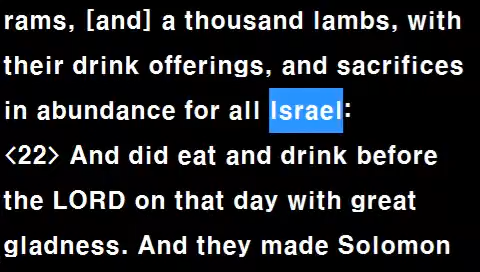 rams, [and] a thousand lambs, with
their drink offerings, and sacrifices
in abundance for all Israel:
<22> And did eat and drink before
the LORD on that day with great
gladness. And they made Solomon